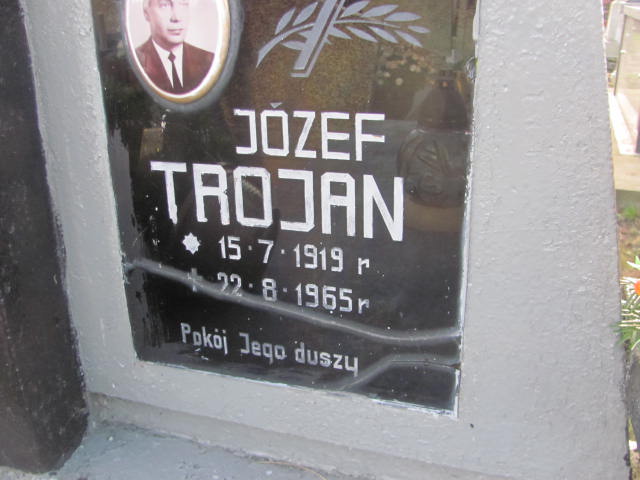 JÓZEF
TROJAN
* 15·7·1919 r
† 22·8·1965 r
Pokój Jego duszy